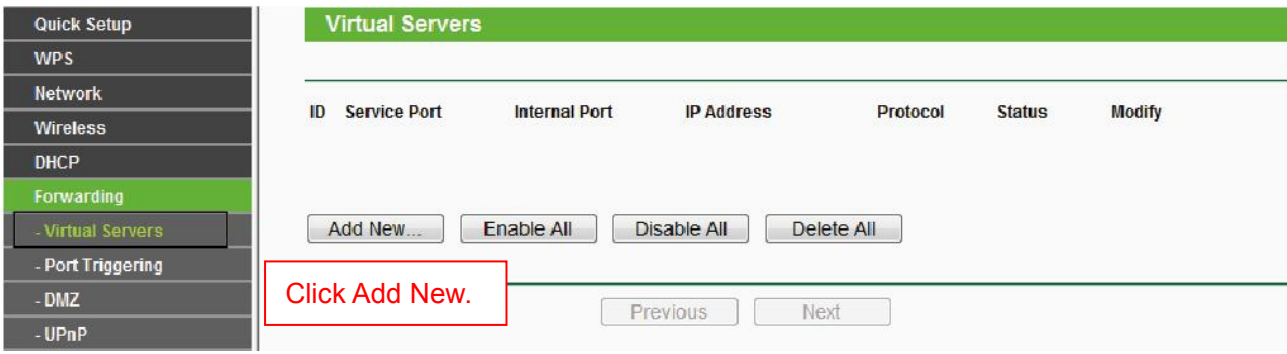 Quick Setup
WPS
Network
Wireless
DHCP
Forwarding
- Virtual Servers
- Port Triggering
- DMZ
- UPnP
Virtual Servers
ID Service Port Internal Port IP Address Protocol Status Modify
Add New... Enable All Disable All Delete All
Click Add New.
Previous Next